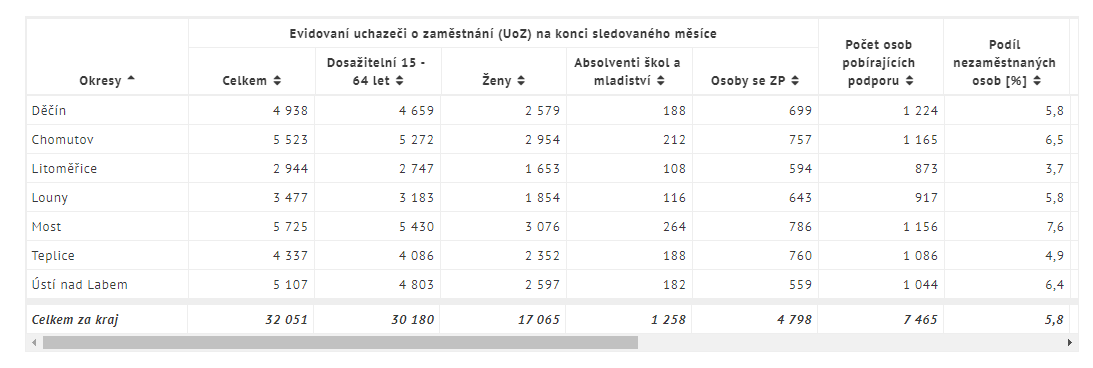 Evidovaní uchazeči o zaměstnání (UoZ) na konci sledovaného měsíce
Okresy Celkem Dosažitelní 15 - 64 let Ženy Absolventi škol a mladiství Osoby se ZP Počet osob pobírajících podporu Podíl nezaměstnaných osob [%]
Děčín 4 938 4 659 2 579 188 699 1 224 5,8
Chomutov 5 523 5 272 2 954 212 757 1 165 6,5
Litoměřice 2 944 2 747 1 653 108 594 873 3,7
Louny 3 477 3 183 1 854 116 643 917 5,8
Most 5 725 5 430 3 076 264 786 1 156 7,6
Teplice 4 337 4 086 2 352 188 760 1 086 4,9
Ústí nad Labem 5 107 4 803 2 597 182 559 1 044 6,4
Celkem za kraj 32 051 30 180 17 065 1 258 4 798 7 465 5,8